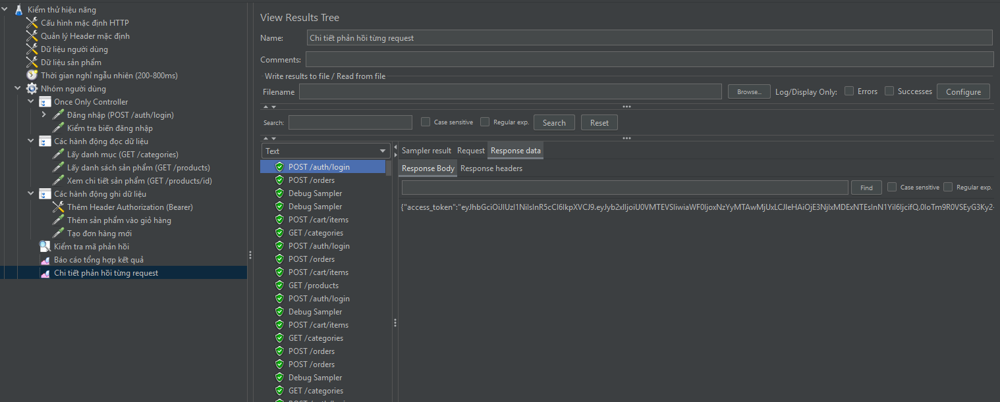 Kiểm thử hiệu năng
Cấu hình mặc định HTTP
Quản lý Header mặc định
Dữ liệu người dùng
Dữ liệu sản phẩm
Thời gian nghỉ ngẫu nhiên (200-800ms)
Nhóm người dùng
Once Only Controller
Đăng nhập (POST /auth/login)
Kiểm tra biến đăng nhập
Các hành động đọc dữ liệu
Lấy danh mục (GET /categories)
Lấy danh sách sản phẩm (GET /products)
Xem chi tiết sản phẩm (GET /products/id)
Các hành động ghi dữ liệu
Thêm Header Authorization (Bearer)
Thêm sản phẩm vào giỏ hàng
Tạo đơn hàng mới
Kiểm tra mã phản hồi
Báo cáo tổng hợp kết quả
Chi tiết phản hồi từng request
View Results Tree
Name: Chi tiết phản hồi từng request
Comments:
Write results to file / Read from file
Filename Browse... Log/Display Only: Errors Successes Configure
Search: Case sensitive Regular exp. Search Reset
Text
POST /auth/login
POST /orders
Debug Sampler
Debug Sampler
POST /cart/items
GET /categories
POST /auth/login
POST /orders
POST /cart/items
GET /products
POST /auth/login
Debug Sampler
POST /cart/items
GET /categories
POST /orders
POST /orders
Debug Sampler
GET /categories
Sampler result Request Response data
Response Body Response headers
Find Case sensitive Regular exp.
{"access_token":"